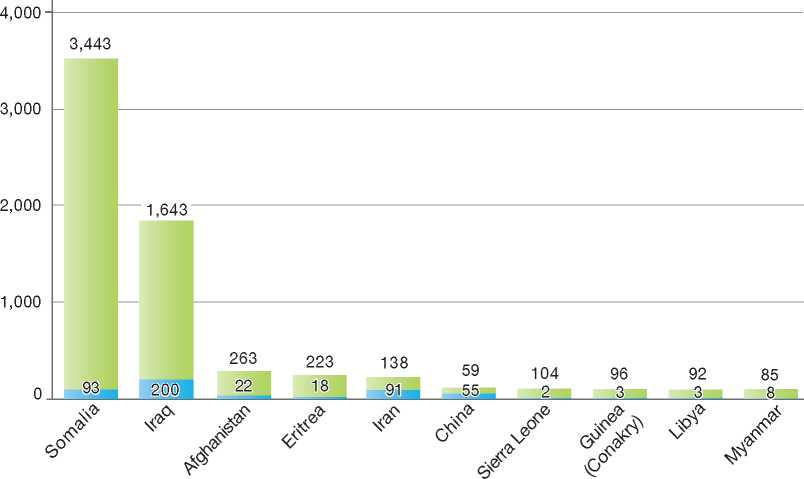 4,000
3,000
2,000
1,000
0
3,443
1,643
263
223
138
59
104
96
92
85
93
200
22
18
91
55
2
3
3
8
Somalia
Iraq
Afghanistan
Eritrea
Iran
China
Sierra Leone
Guinea
(Conakry)
Libya
Myanmar